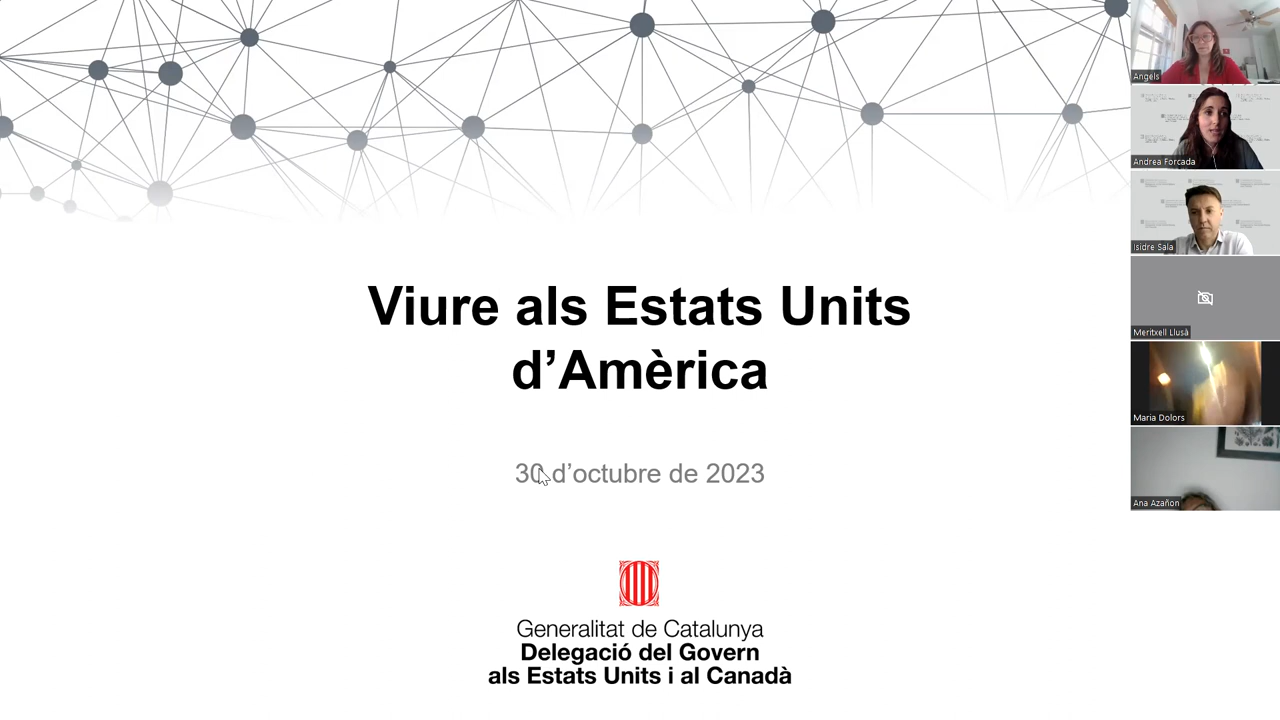 Viure als Estats Units
d’Amèrica
30 d’octubre de 2023
Generalitat de Catalunya
Delegació del Govern
als Estats Units i al Canadà
Angels
Andrea Forcada
Isidre Sala
Meritxell Llusà
Maria Dolors
Ana Azañon